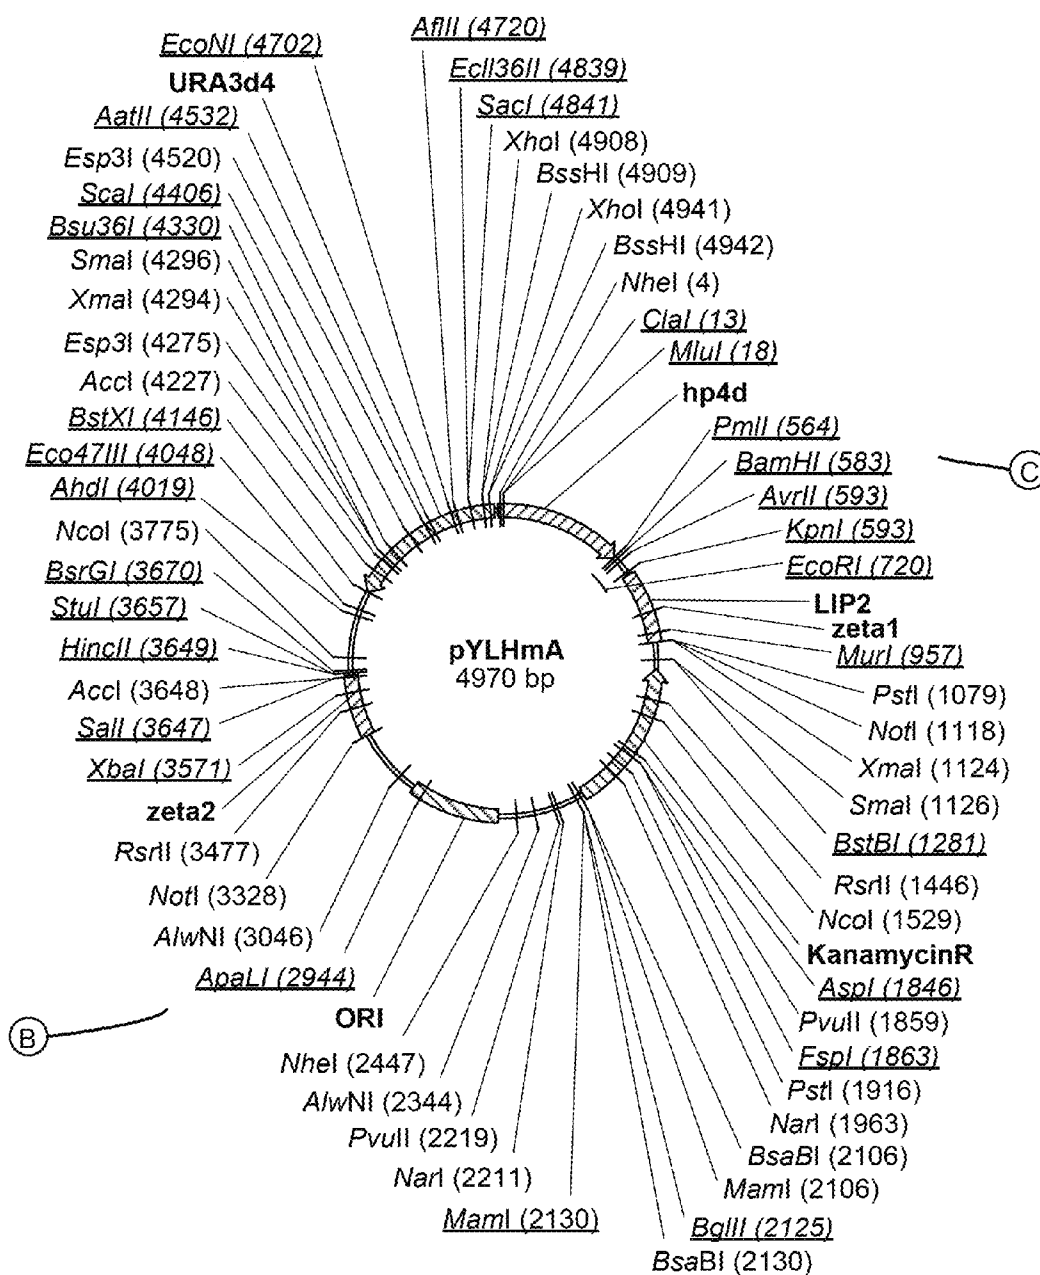 AflII (4720)
EcoNI (4702)
URA3d4
AatII (4532)
Esp3I (4520)
ScaI (4406)
Bsu36I (4330)
SmaI (4296)
XmaI (4294)
Esp3I (4275)
AccI (4227)
BstXI (4146)
Eco47III (4048)
AhdI (4019)
NcoI (3775)
BsrGI (3670)
StuI (3657)
HincII (3649)
AccI (3648)
SalI (3647)
XbaI (3571)
zeta2
RsrII (3477)
NotI (3328)
AlwNI (3046)
ApaLI (2944)
ORI
NheI (2447)
AlwNI (2344)
PvuII (2219)
NarI (2211)
MamI (2130)
Ecll36II (4839)
SacI (4841)
XhoI (4908)
BssHI (4909)
XhoI (4941)
BssHI (4942)
NheI (4)
ClaI (13)
MluI (18)
hp4d
PmlI (564)
BamHI (583)
AvrII (593)
KpnI (593)
EcoRI (720)
LIP2
zeta1
MurI (957)
PstI (1079)
NotI (1118)
XmaI (1124)
SmaI (1126)
BstBI (1281)
RsrII (1446)
NcoI (1529)
KanamycinR
AspI (1846)
PvuII (1859)
FspI (1863)
PstI (1916)
NarI (1963)
BsaBI (2106)
MamI (2106)
BglII (2125)
BsaBI (2130)
pYLHmA
4970 bp
B
C